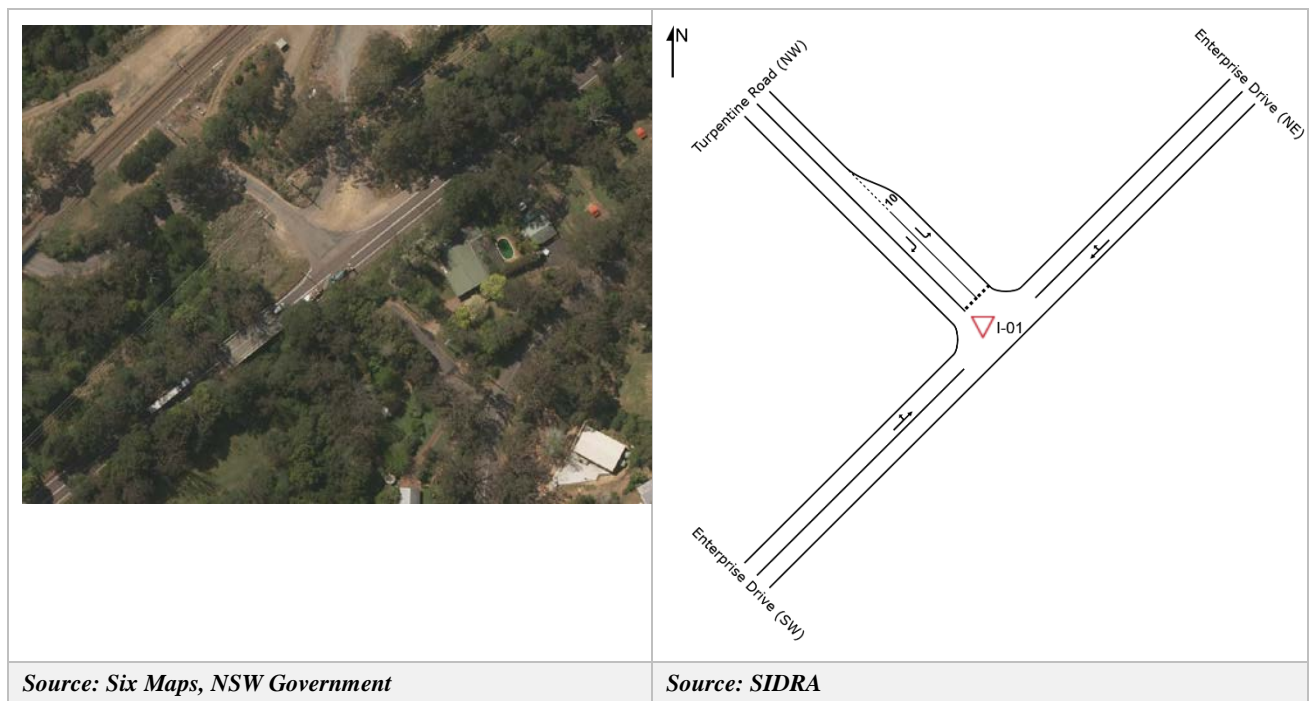 N
Turpentine Road (NW)
Enterprise Drive (NE)
10
I-01
Enterprise Drive (SW)
Source: Six Maps, NSW Government
Source: SIDRA